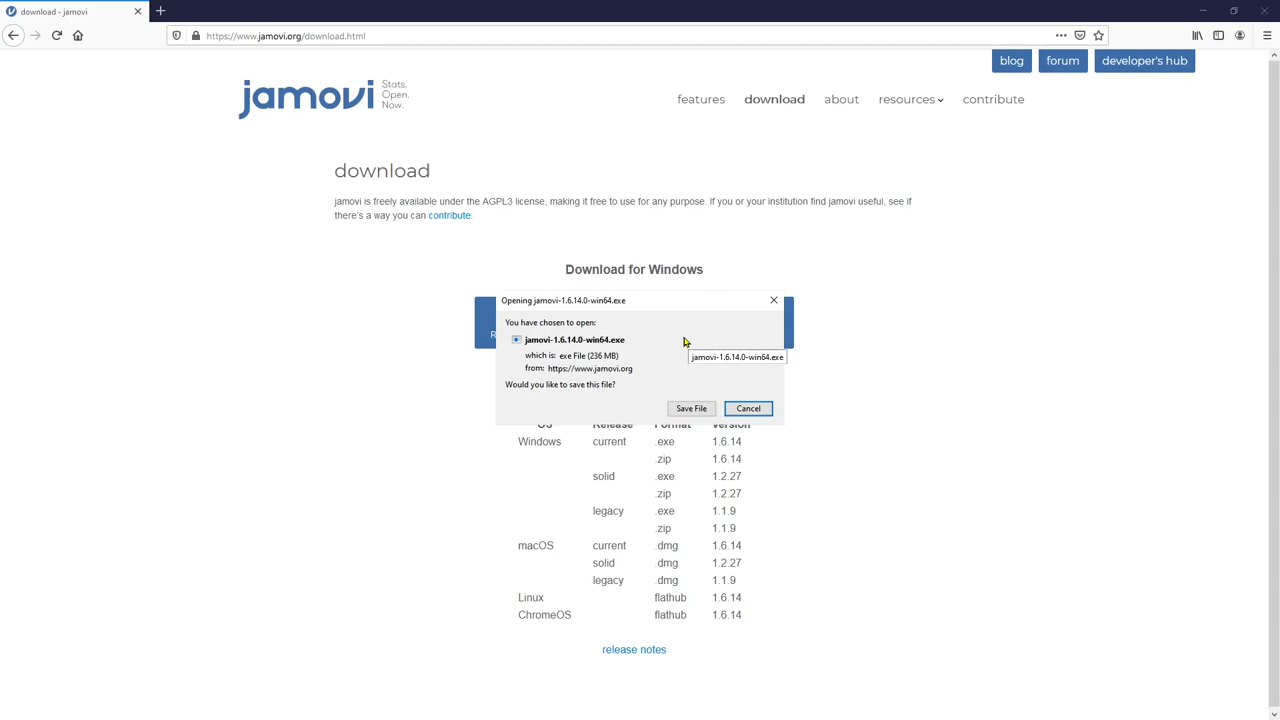 download - jamovi
https://www.jamovi.org/download.html
blog
forum
developer's hub
jamovi
Stats.
Open.
Now.
features
download
about
resources
contribute
download
jamovi is freely available under the AGPL3 license, making it free to use for any purpose. If you or your institution find jamovi useful, see if
there's a way you can contribute.
Download for Windows
R
Opening jamovi-1.6.14.0-win64.exe
You have chosen to open:
jamovi-1.6.14.0-win64.exe
which is: exe File (236 MB)
from: https://www.jamovi.org
Would you like to save this file?
jamovi-1.6.14.0-win64.exe
Save File
Cancel
OS Release Format Version
Windows current .exe 1.6.14
.zip 1.6.14
solid .exe 1.2.27
.zip 1.2.27
legacy .exe 1.1.9
.zip 1.1.9
macOS current .dmg 1.6.14
solid .dmg 1.2.27
legacy .dmg 1.1.9
Linux flathub 1.6.14
ChromeOS flathub 1.6.14
release notes